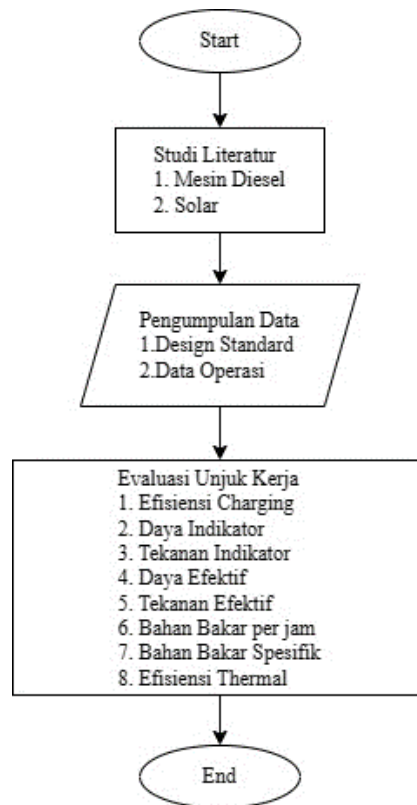 Start
Studi Literatur
1. Mesin Diesel
2. Solar
Pengumpulan Data
1.Design Standard
2.Data Operasi
Evaluasi Unjuk Kerja
1. Efisiensi Charging
2. Daya Indikator
3. Tekanan Indikator
4. Daya Efektif
5. Tekanan Efektif
6. Bahan Bakar per jam
7. Bahan Bakar Spesifik
8. Efisiensi Thermal
End